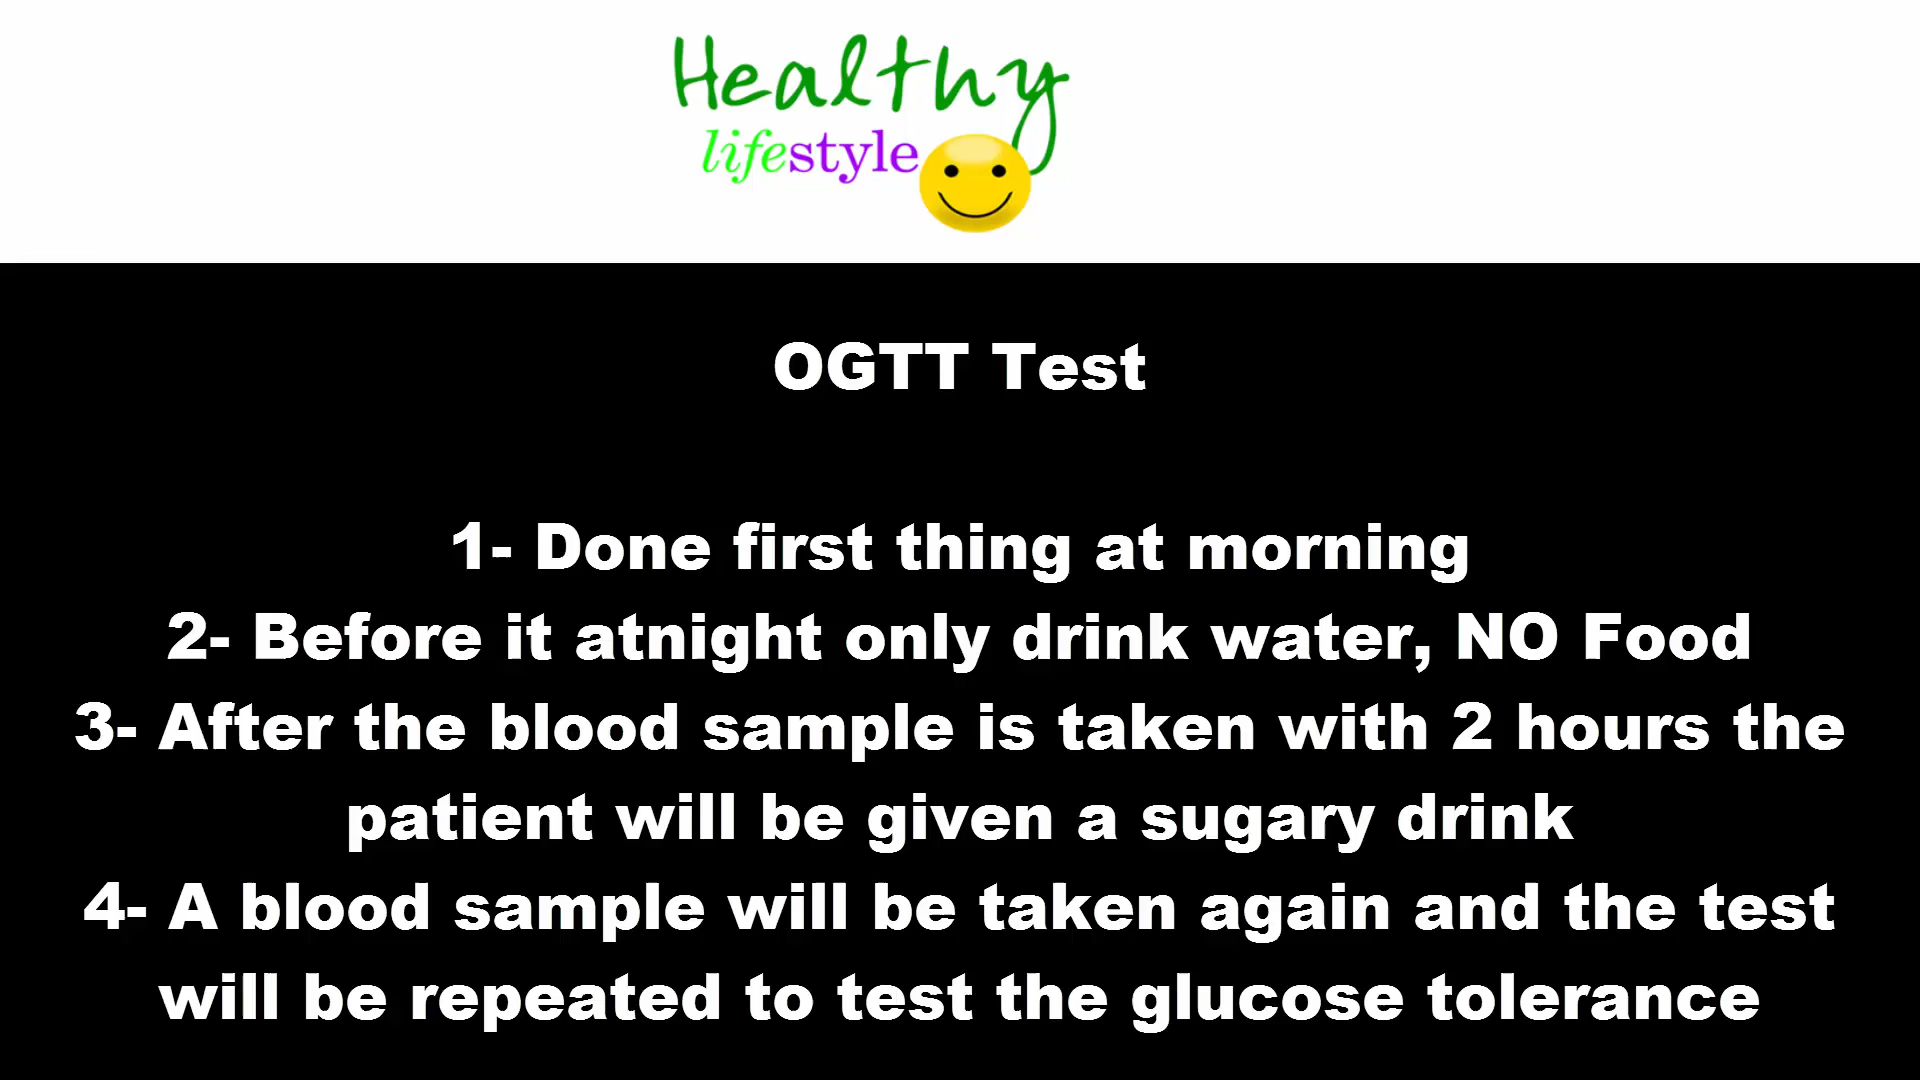 Healthy
lifestyle
OGTT Test
1- Done first thing at morning
2- Before it atnight only drink water, NO Food
3- After the blood sample is taken with 2 hours the
patient will be given a sugary drink
4- A blood sample will be taken again and the test
will be repeated to test the glucose tolerance